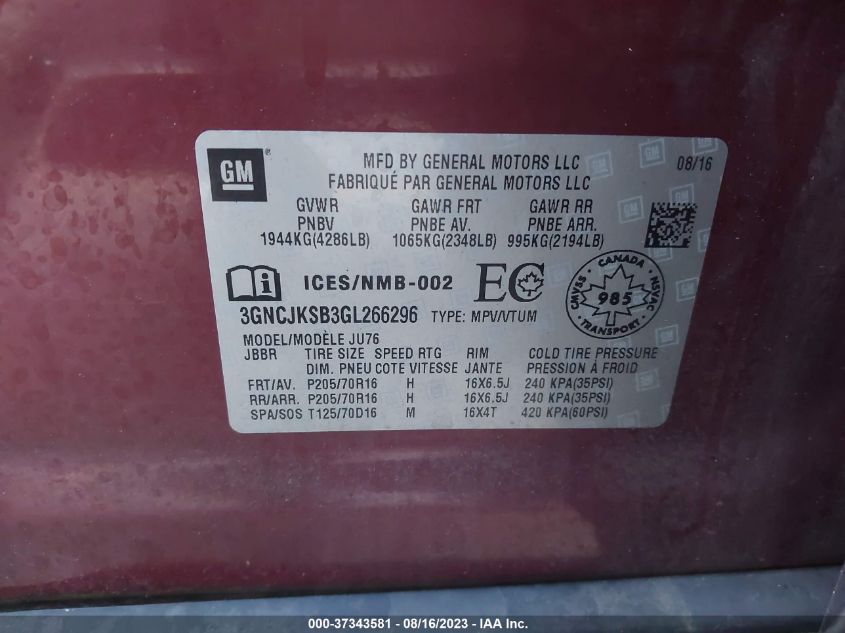 GM ®
MFD BY GENERAL MOTORS LLC
08/16
FABRIQUÉ PAR GENERAL MOTORS LLC
GVWR GAWR FRT GAWR RR
PNBV PNBE AV. PNBE ARR.
1944KG(4286LB) 1065KG(2348LB) 995KG(2194LB)
ICES/NMB-002 EC
CANADA
CMVSS 985 NSVAC
TRANSPORT
3GNCJKSB3GL266296 TYPE: MPV/VTUM
MODEL/MODÈLE JU76
JBBR TIRE SIZE SPEED RTG RIM COLD TIRE PRESSURE
DIM. PNEU COTE VITESSE JANTE PRESSION À FROID
FRT/AV. P205/70R16 H 16X6.5J 240 KPA(35PSI)
RR/ARR. P205/70R16 H 16X6.5J 240 KPA(35PSI)
SPA/SOS T125/70D16 M 16X4T 420 KPA(60PSI)
000-37343581 - 08/16/2023 - IAA Inc.